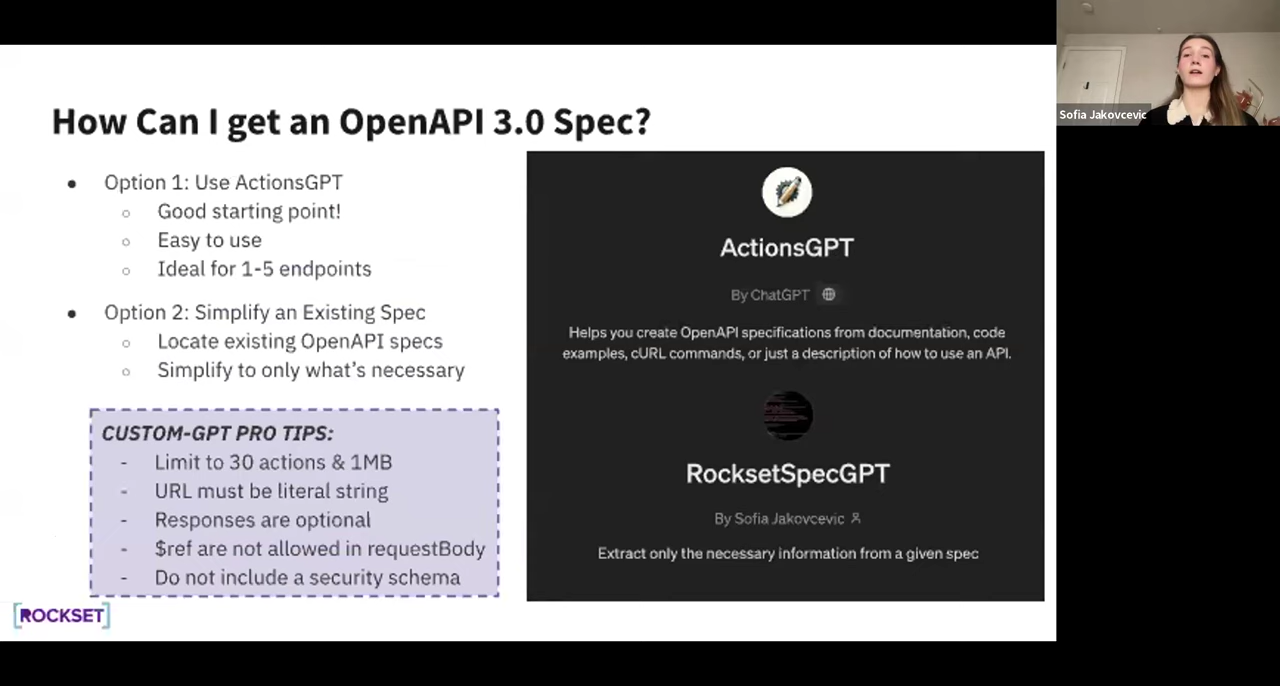 How Can I get an OpenAPI 3.0 Spec?
● Option 1: Use ActionsGPT
○ Good starting point!
○ Easy to use
○ Ideal for 1-5 endpoints
● Option 2: Simplify an Existing Spec
○ Locate existing OpenAPI specs
○ Simplify to only what’s necessary
CUSTOM-GPT PRO TIPS:
- Limit to 30 actions & 1MB
- URL must be literal string
- Responses are optional
- $ref are not allowed in requestBody
- Do not include a security schema
[ROCKSET]
ActionsGPT
By ChatGPT
Helps you create OpenAPI specifications from documentation, code
examples, cURL commands, or just a description of how to use an API.
RocksetSpecGPT
By Sofia Jakovcevic
Extract only the necessary information from a given spec
Sofia Jakovcevic